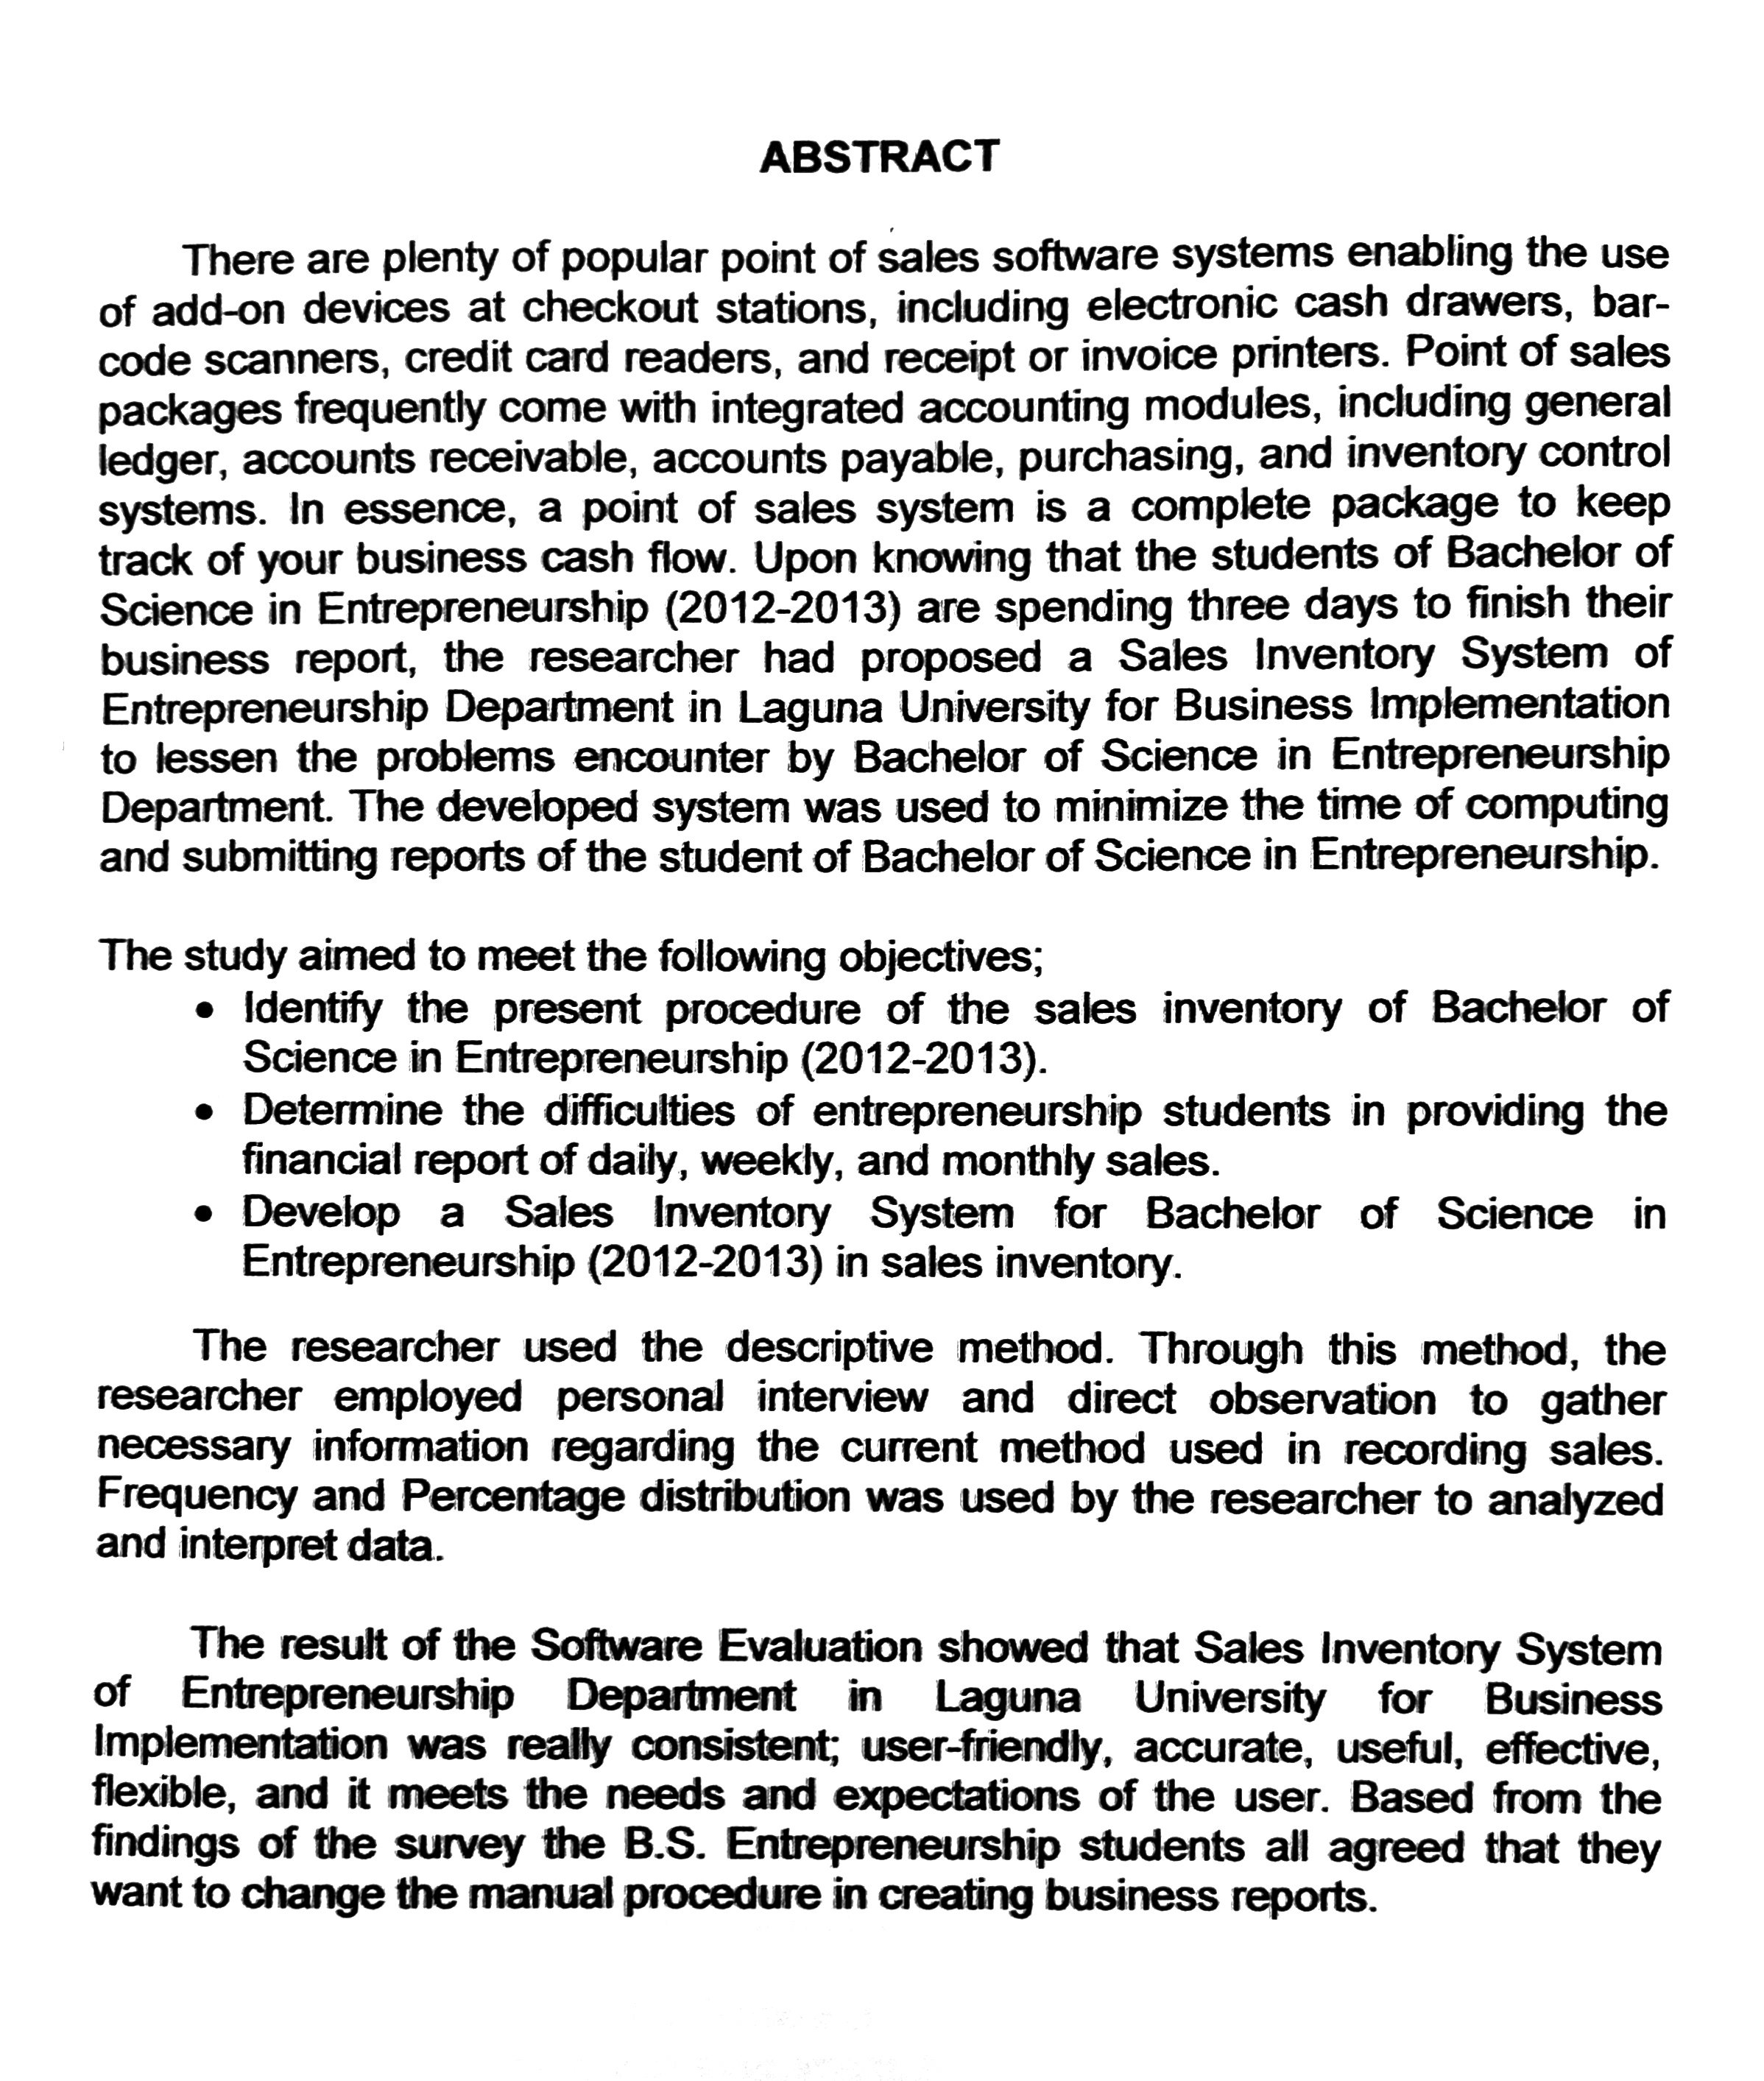 ABSTRACT
There are plenty of popular point of sales software systems enabling the use
of add-on devices at checkout stations, including electronic cash drawers, bar-
code scanners, credit card readers, and receipt or invoice printers. Point of sales
packages frequently come with integrated accounting modules, including general
ledger, accounts receivable, accounts payable, purchasing, and inventory control
systems. In essence, a point of sales system is a complete package to keep
track of your business cash flow. Upon knowing that the students of Bachelor of
Science in Entrepreneurship (2012-2013) are spending three days to finish their
business report, the researcher had proposed a Sales Inventory System of
Entrepreneurship Department in Laguna University for Business Implementation
to lessen the problems encounter by Bachelor of Science in Entrepreneurship
Department. The developed system was used to minimize the time of computing
and submitting reports of the student of Bachelor of Science in Entrepreneurship.
The study aimed to meet the following objectives;
• Identify the present procedure of the sales inventory of Bachelor of
Science in Entrepreneurship (2012-2013).
• Determine the difficulties of entrepreneurship students in providing the
financial report of daily, weekly, and monthly sales.
• Develop a Sales Inventory System for Bachelor of Science in
Entrepreneurship (2012-2013) in sales inventory.
The researcher used the descriptive method. Through this method, the
researcher employed personal interview and direct observation to gather
necessary information regarding the current method used in recording sales.
Frequency and Percentage distribution was used by the researcher to analyzed
and interpret data.
The result of the Software Evaluation showed that Sales Inventory System
of Entrepreneurship Department in Laguna University for Business
Implementation was really consistent; user-friendly, accurate, useful, effective,
flexible, and it meets the needs and expectations of the user. Based from the
findings of the survey the B.S. Entrepreneurship students all agreed that they
want to change the manual procedure in creating business reports.